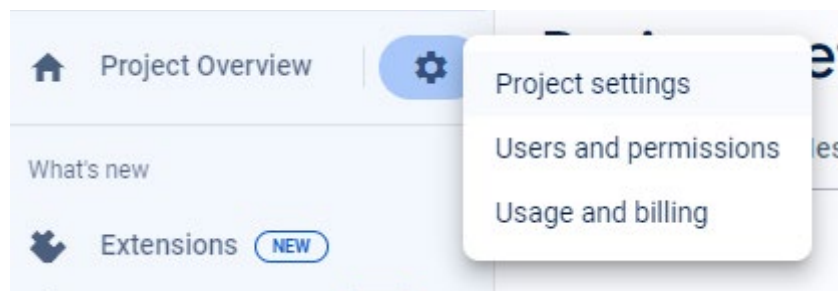 Project Overview
Project settings
Users and permissions
Usage and billing
What's new
Extensions NEW